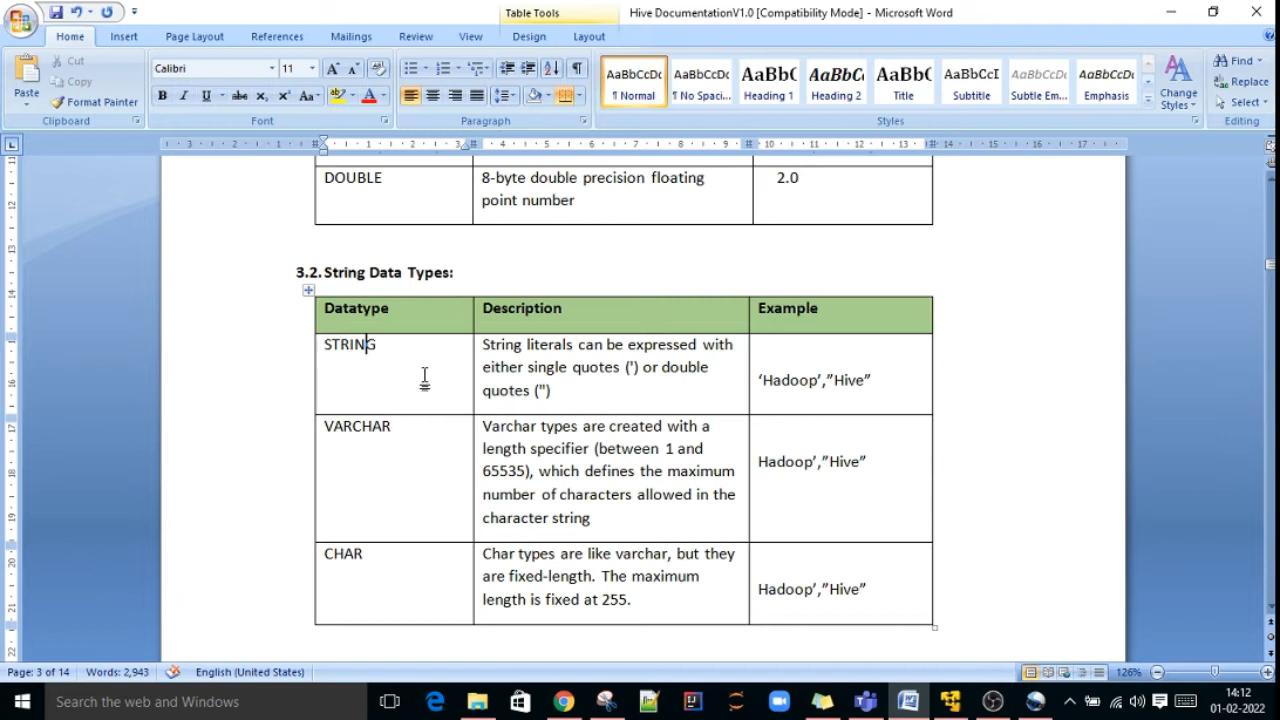 Table Tools
Hive DocumentationV1.0 [Compatibility Mode] - Microsoft Word
Home Insert Page Layout References Mailings Review View Design Layout
Paste
Cut
Copy
Format Painter
Calibri 11
AaBbCcDc AaBbCcDc AaBbC AaBbCc AaBbC AaBbCcI AaBbCcDc AaBbCcDc
¶ Normal ¶ No Spaci... Heading 1 Heading 2 Title Subtitle Subtle Em... Emphasis
Change Styles
Find
Replace
Select
Clipboard Font Paragraph Styles Editing
DOUBLE
8-byte double precision floating
point number
2.0
3.2. String Data Types:
Datatype Description Example
STRING
String literals can be expressed with
either single quotes (') or double
quotes (")
‘Hadoop’,”Hive”
VARCHAR
Varchar types are created with a
length specifier (between 1 and
65535), which defines the maximum
number of characters allowed in the
character string
Hadoop’,”Hive”
CHAR
Char types are like varchar, but they
are fixed-length. The maximum
length is fixed at 255.
Hadoop’,”Hive”
Page: 3 of 14 Words: 2,943 English (United States) 126%
Search the web and Windows
14:12
01-02-2022